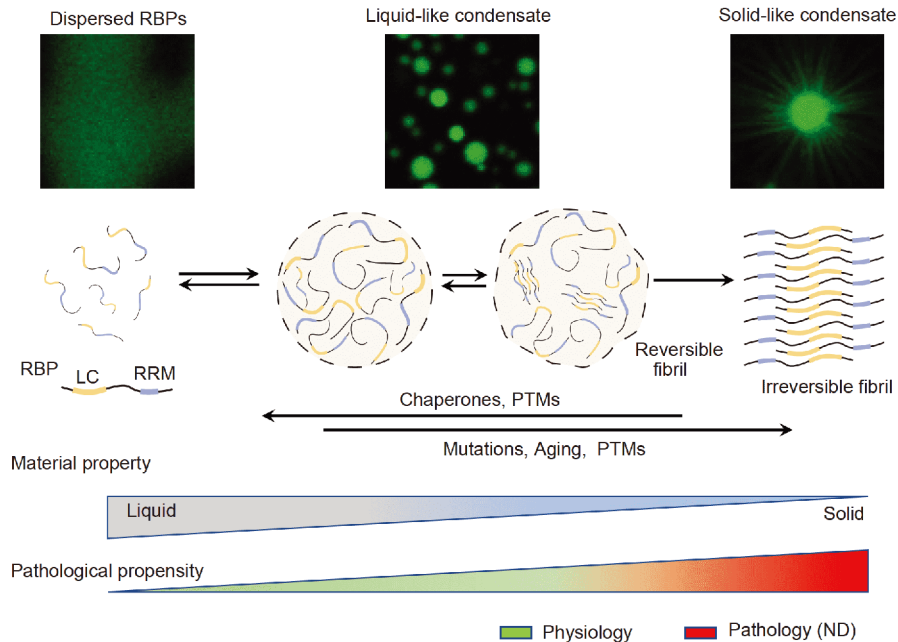 Dispersed RBPs
Liquid-like condensate
Solid-like condensate
RBP
LC
RRM
Reversible
fibril
Irreversible fibril
Chaperones, PTMs
Mutations, Aging, PTMs
Material property
Liquid
Solid
Pathological propensity
Physiology
Pathology (ND)